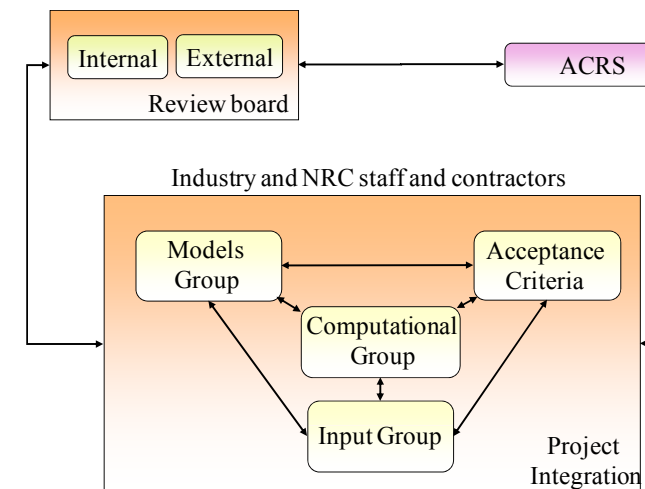 Internal
External
Review board
ACRS
Industry and NRC staff and contractors
Models
Group
Acceptance
Criteria
Computational
Group
Input Group
Project
Integration